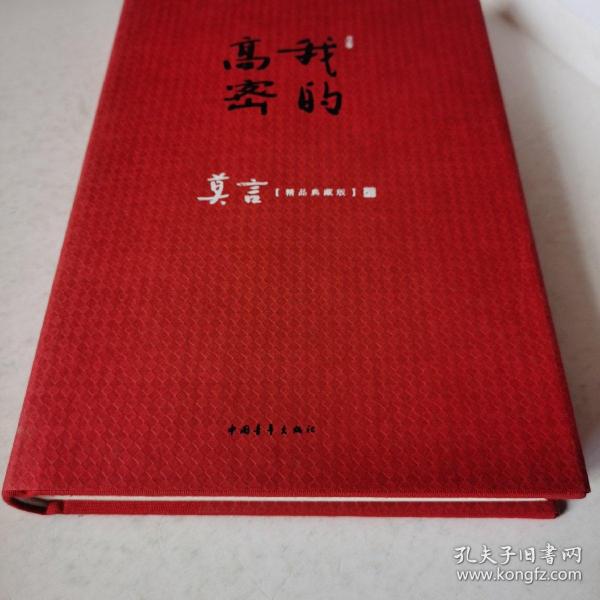 我的
高密
莫言【精品典藏版】
中国青年出版社
孔夫子旧书网
www.kongfz.com